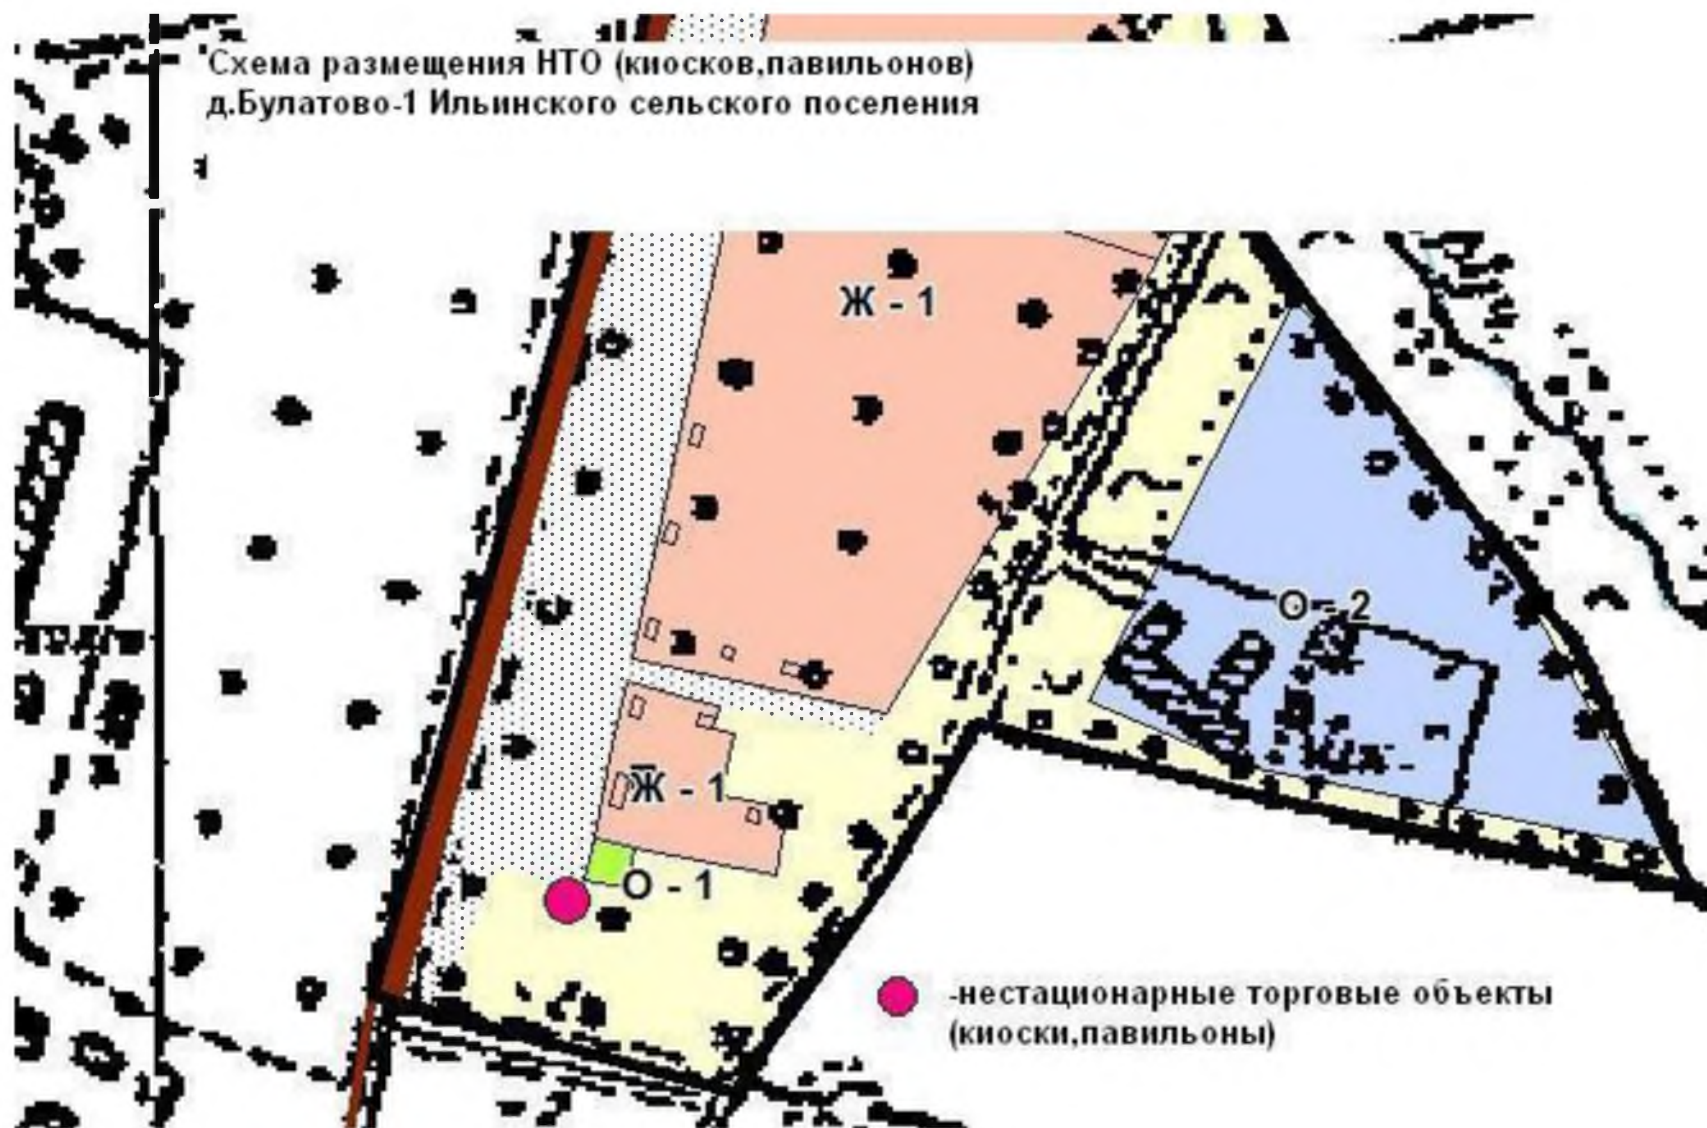 Схема размещения НТО (киосков,павильонов)
д.Булатово-1 Ильинского сельского поселения
Ж - 1
О - 2
Ж - 1
О - 1
-нестационарные торговые объекты
(киоски,павильоны)